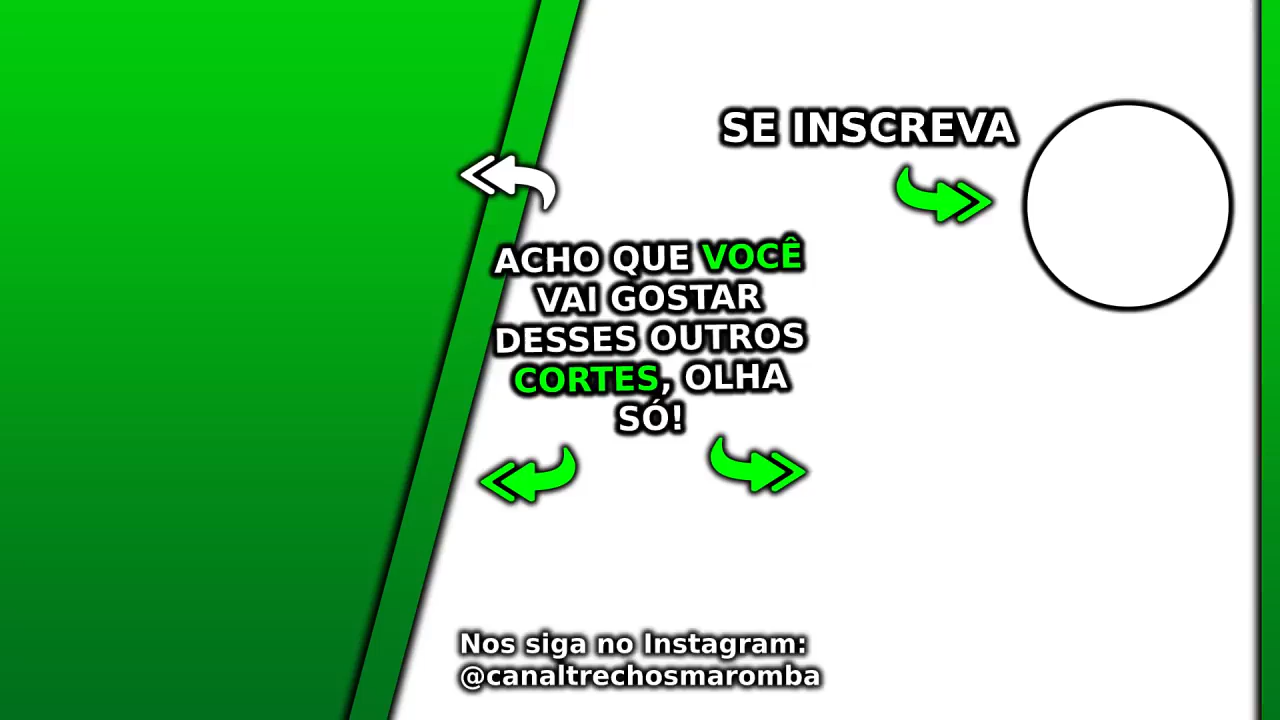 SE INSCREVA
ACHO QUE VOCÊ
VAI GOSTAR
DESSES OUTROS
CORTES, OLHA
SÓ!
Nos siga no Instagram:
@canaltrechosmaromba